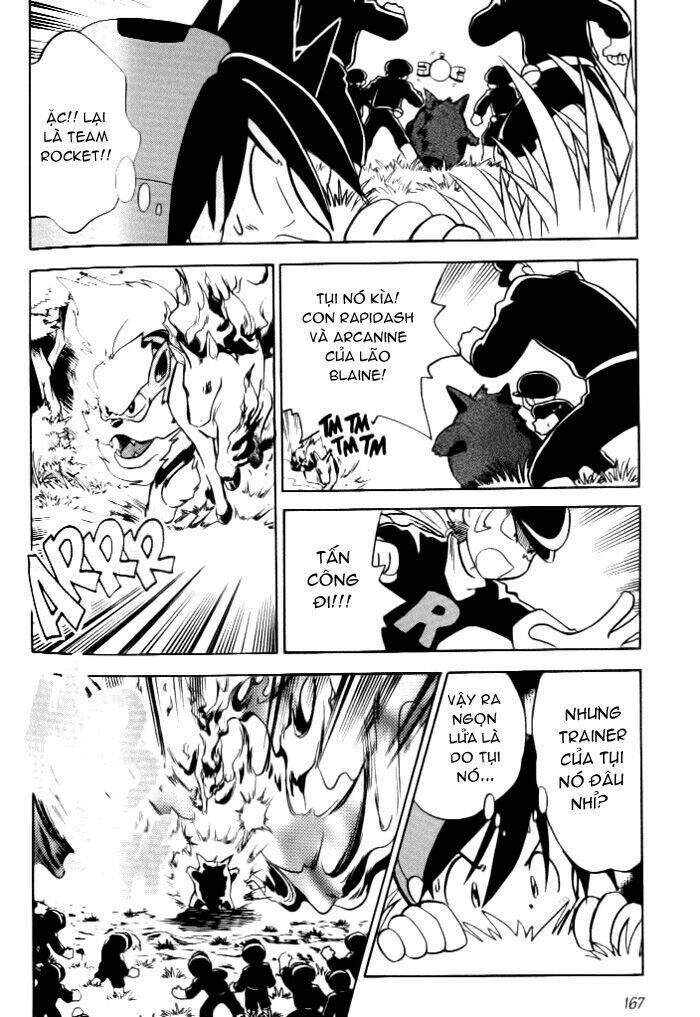 ẶC!! LẠI
LÀ TEAM
ROCKET!!
TỤI NÓ KÌA!
CON RAPIDASH
VÀ ARCANINE
CỦA LÃO
BLAINE!
TM TM
TM TM
ARRR
TẤN
CÔNG
ĐI!!!
R
VẬY RA
NGỌN
LỬA LÀ
DO TỤI
NÓ...
NHƯNG
TRAINER
CỦA TỤI
NÓ ĐÂU
NHỈ?
167